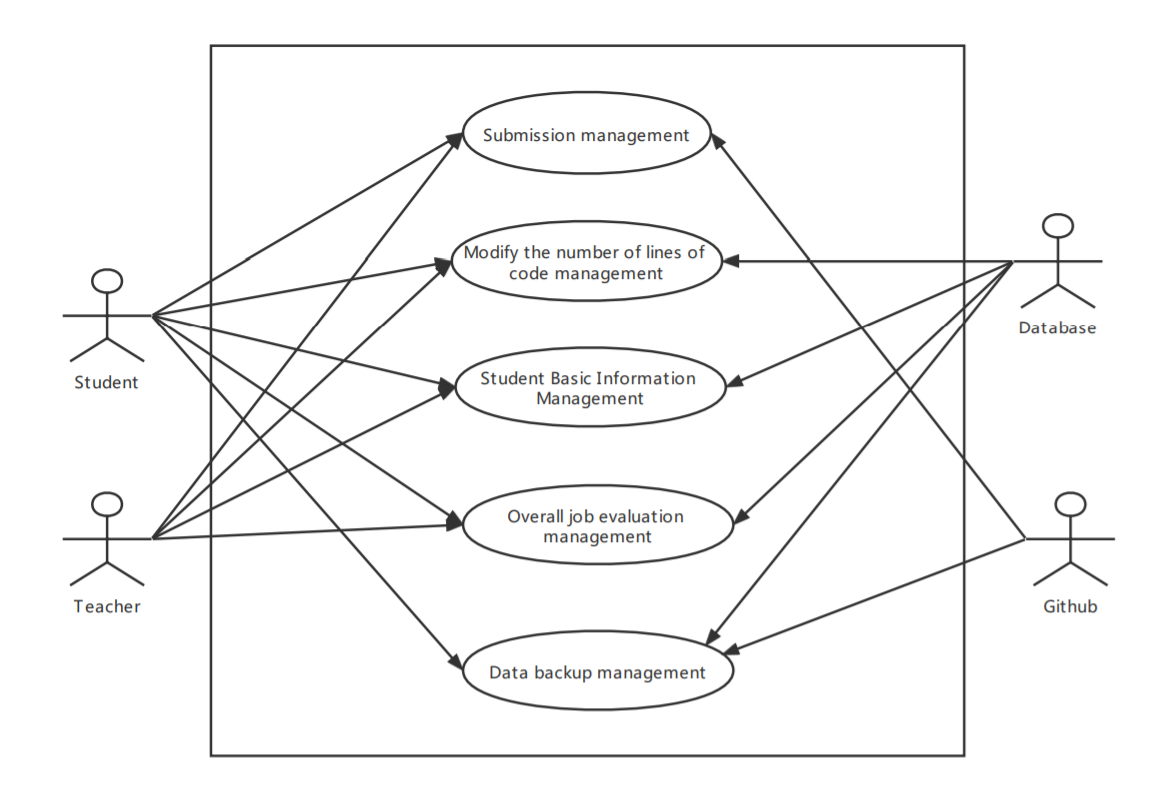 Submission management
Modify the number of lines of
code management
Database
Student Basic Information
Management
Student
Overall job evaluation
management
Teacher
Github
Data backup management